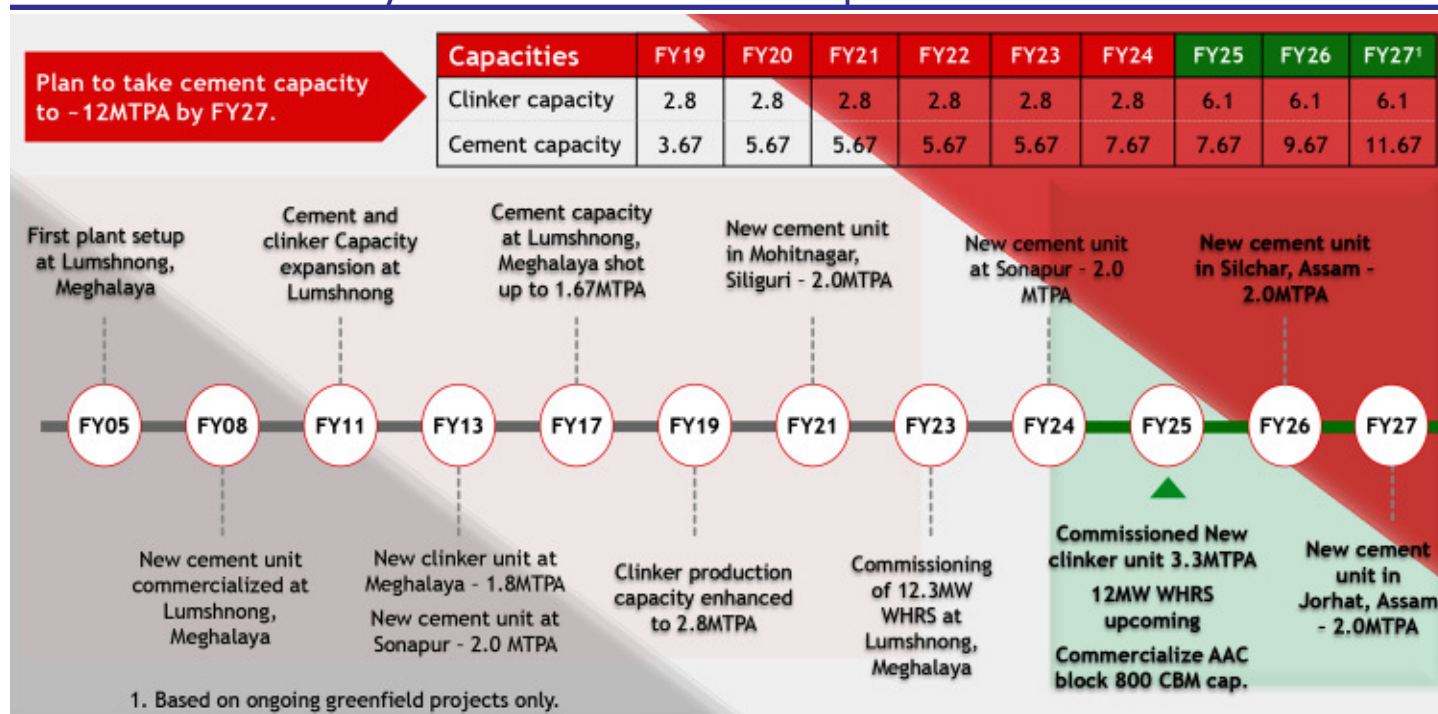 Plan to take cement capacity
to ~12MTPA by FY27.
Capacities FY19 FY20 FY21 FY22 FY23 FY24 FY25 FY26 FY27¹
Clinker capacity 2.8 2.8 2.8 2.8 2.8 2.8 6.1 6.1 6.1
Cement capacity 3.67 5.67 5.67 5.67 5.67 7.67 7.67 9.67 11.67
First plant setup
at Lumshnong,
Meghalaya
Cement and
clinker Capacity
expansion at
Lumshnong
Cement capacity
at Lumshnong,
Meghalaya shot
up to 1.67MTPA
New cement unit
in Mohitnagar,
Siliguri - 2.0MTPA
New cement unit
at Sonapur - 2.0
MTPA
New cement unit
in Silchar, Assam -
2.0MTPA
FY05 FY08 FY11 FY13 FY17 FY19 FY21 FY23 FY24 FY25 FY26 FY27
New cement unit
commercialized at
Lumshnong,
Meghalaya
New clinker unit at
Meghalaya - 1.8MTPA
New cement unit at
Sonapur - 2.0 MTPA
Clinker production
capacity enhanced
to 2.8MTPA
Commissioning
of 12.3MW
WHRS at
Lumshnong,
Meghalaya
Commissioned New
clinker unit 3.3MTPA
12MW WHRS
upcoming
Commercialize AAC
block 800 CBM cap.
New cement
unit in
Jorhat, Assam
- 2.0MTPA
1. Based on ongoing greenfield projects only.